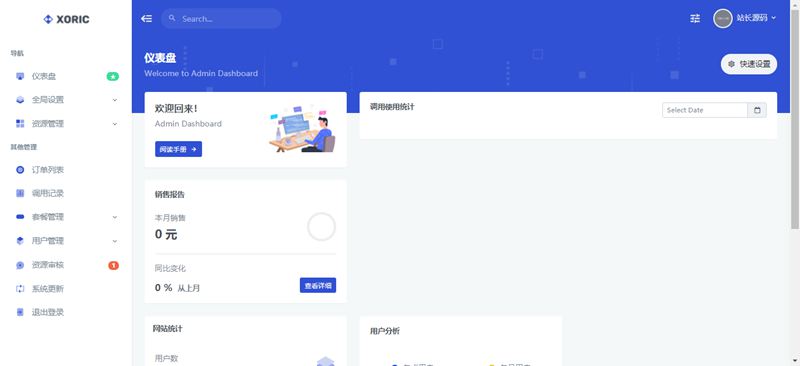 XORIC
Search...
站长源码
导航
仪表盘
全局设置
资源管理
其他管理
订单列表
调用记录
套餐管理
用户管理
资源审核
1
系统更新
退出登录
仪表盘
Welcome to Admin Dashboard
快速设置
欢迎回来！
Admin Dashboard
阅读手册
调用使用统计
Select Date
销售报告
本月销售
0 元
同比变化
0 % 从上月
查看详细
网站统计
用户数
用户分析